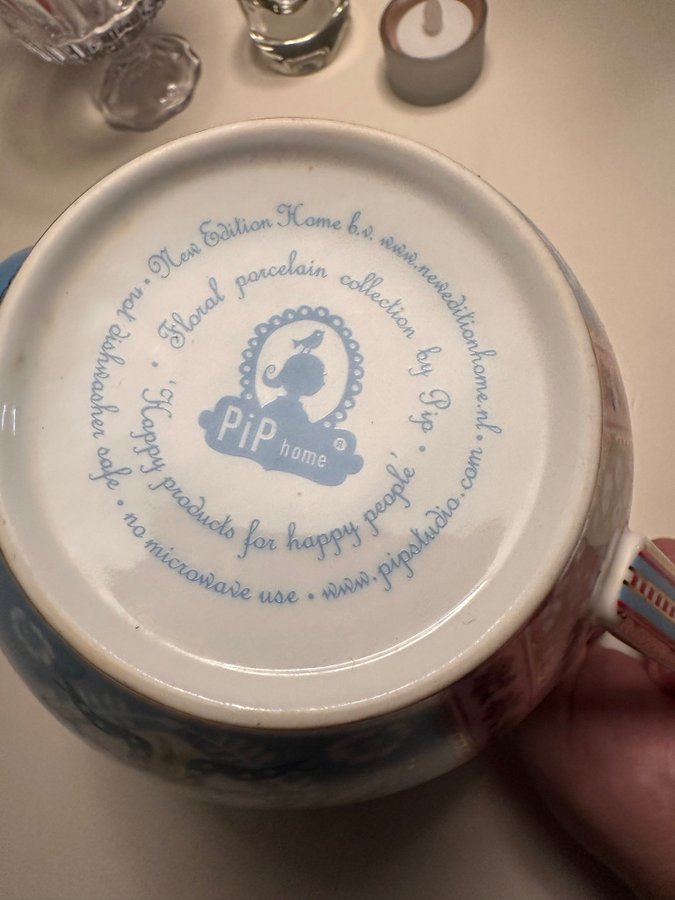 New Edition Home b.v. www.neweditionhome.nl •
www.pipstudio.com
• no microwave use •
not dishwasher safe •
Floral porcelain collection by Pip •
'Happy products for happy people' •
PiP home ®